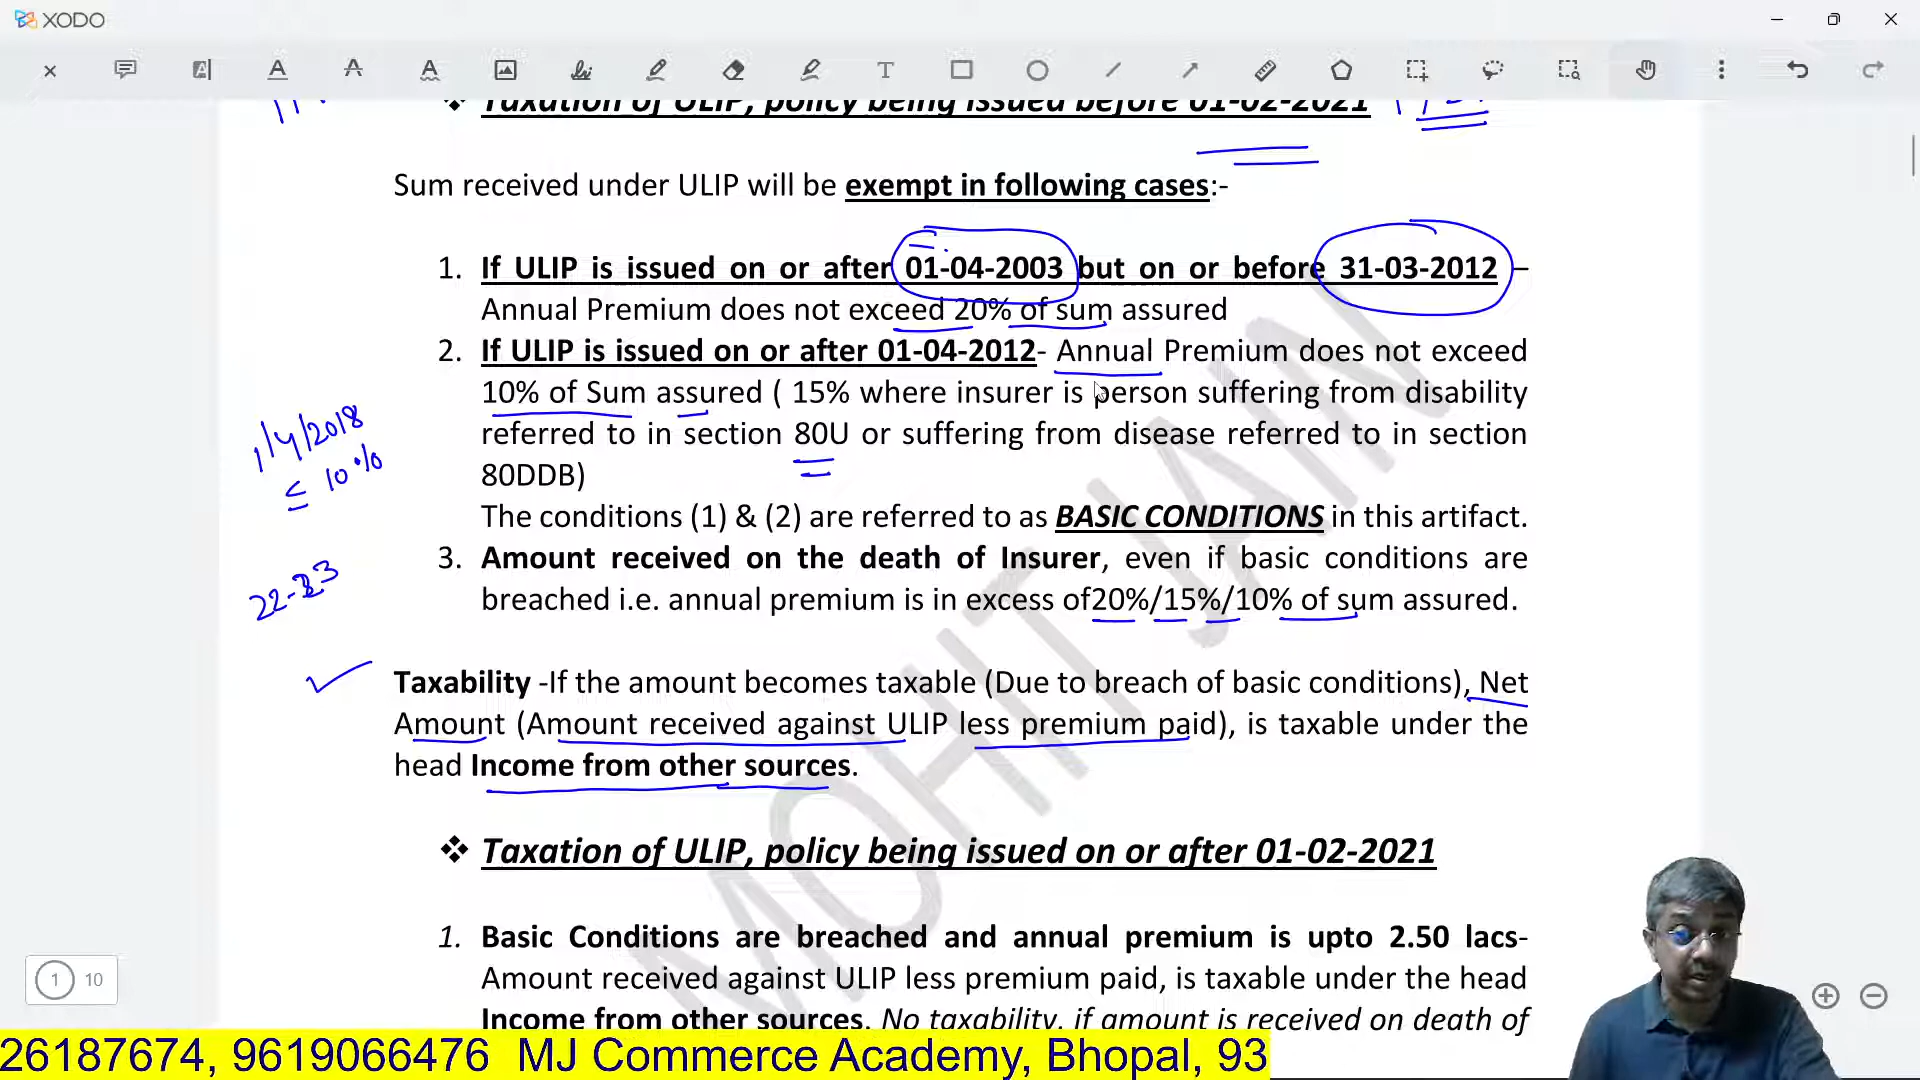 XODO
Taxation of ULIP, policy being issued before 01-02-2021
Sum received under ULIP will be exempt in following cases:-
1. If ULIP is issued on or after 01-04-2003 but on or before 31-03-2012 –
Annual Premium does not exceed 20% of sum assured
2. If ULIP is issued on or after 01-04-2012- Annual Premium does not exceed
10% of Sum assured ( 15% where insurer is person suffering from disability
referred to in section 80U or suffering from disease referred to in section
80DDB)
1/4/2018
≤ 10%
The conditions (1) & (2) are referred to as BASIC CONDITIONS in this artifact.
3. Amount received on the death of Insurer, even if basic conditions are
breached i.e. annual premium is in excess of20%/15%/10% of sum assured.
22-23
Taxability -If the amount becomes taxable (Due to breach of basic conditions), Net
Amount (Amount received against ULIP less premium paid), is taxable under the
head Income from other sources.
❖ Taxation of ULIP, policy being issued on or after 01-02-2021
1. Basic Conditions are breached and annual premium is upto 2.50 lacs-
Amount received against ULIP less premium paid, is taxable under the head
Income from other sources. No taxability, if amount is received on death of
MOHIT JAIN
1 10
26187674, 9619066476 MJ Commerce Academy, Bhopal, 93